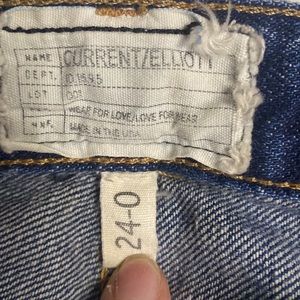 NAME CURRENT/ELLIOTT
DEPT.
LOT 001
WEAR FOR LOVE/LOVE FOR WEAR
MNF. MADE IN THE USA
24-0